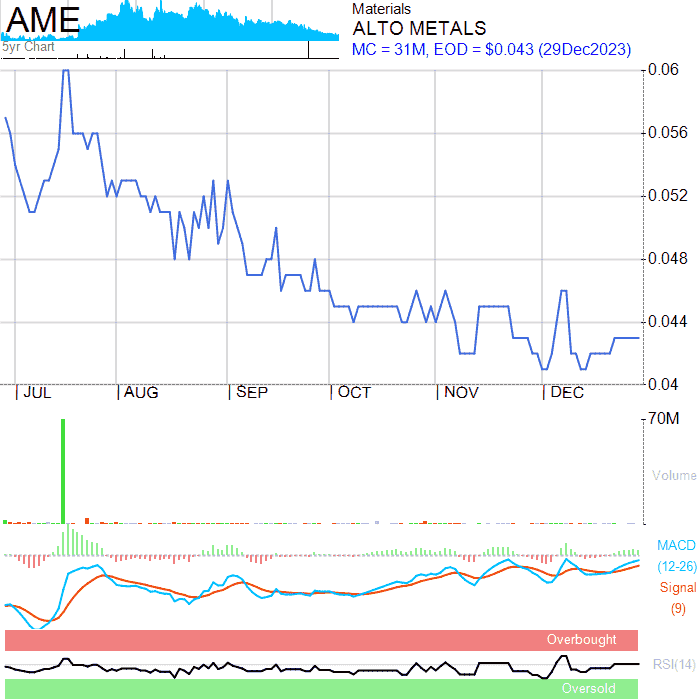 AME
5yr Chart
Materials
ALTO METALS
MC = 31M, EOD = $0.043 (29Dec2023)
0.06
0.056
0.052
0.048
0.044
0.04
JUL AUG SEP OCT NOV DEC
70M
Volume
MACD
(12-26)
Signal
(9)
Overbought
RSI(14)
Oversold